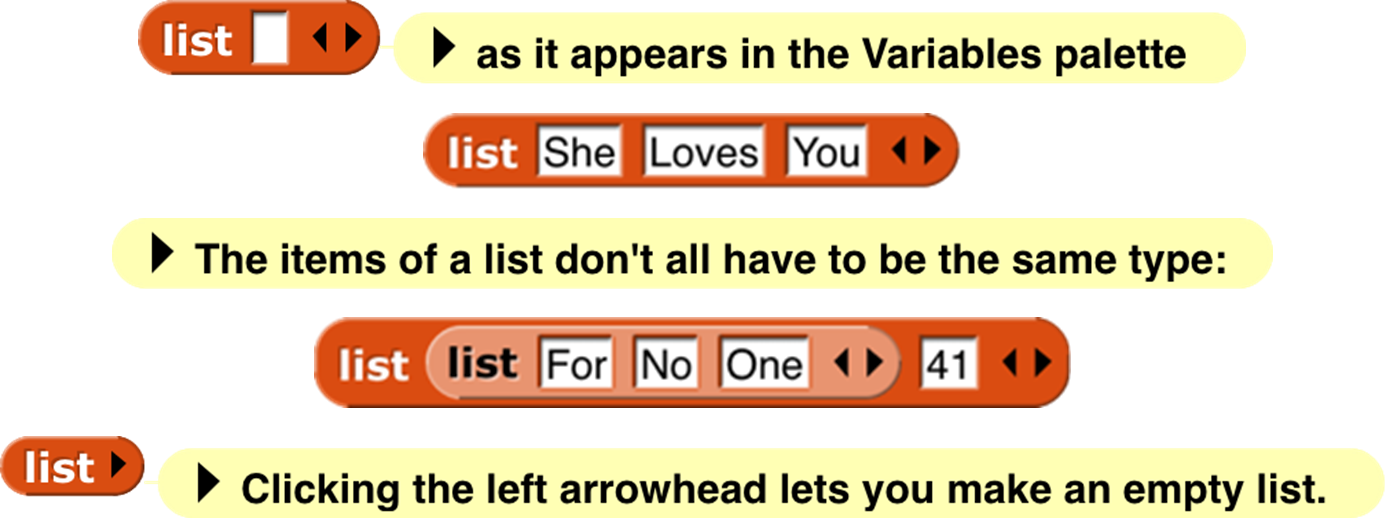 list as it appears in the Variables palette
list She Loves You
The items of a list don't all have to be the same type:
list list For No One 41
list Clicking the left arrowhead lets you make an empty list.